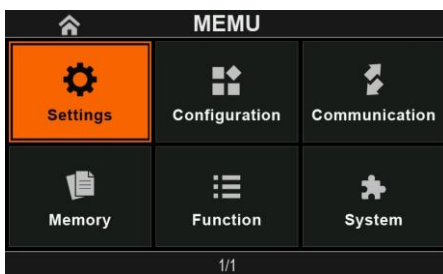 MEMU
Settings
Configuration
Communication
Memory
Function
System
1/1